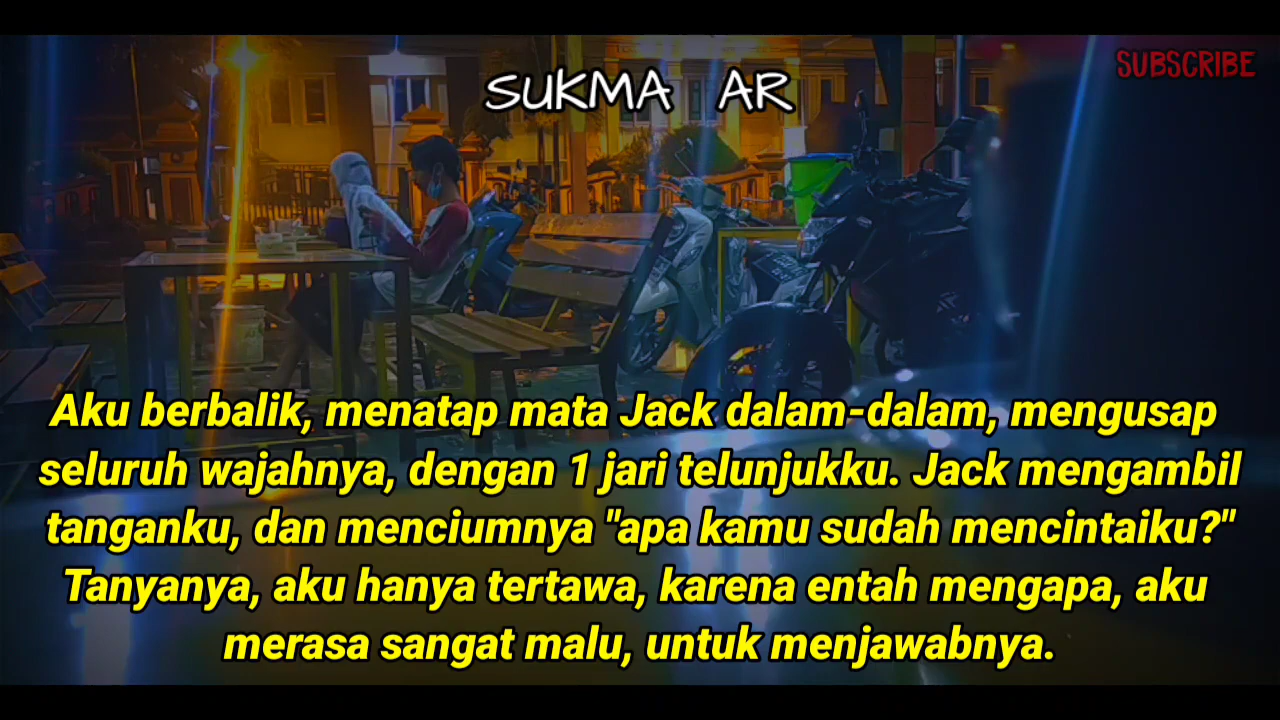 SUBSCRIBE
SUKMA AR
Aku berbalik, menatap mata Jack dalam-dalam, mengusap
seluruh wajahnya, dengan 1 jari telunjukku. Jack mengambil
tanganku, dan menciumnya "apa kamu sudah mencintaiku?"
Tanyanya, aku hanya tertawa, karena entah mengapa, aku
merasa sangat malu, untuk menjawabnya.